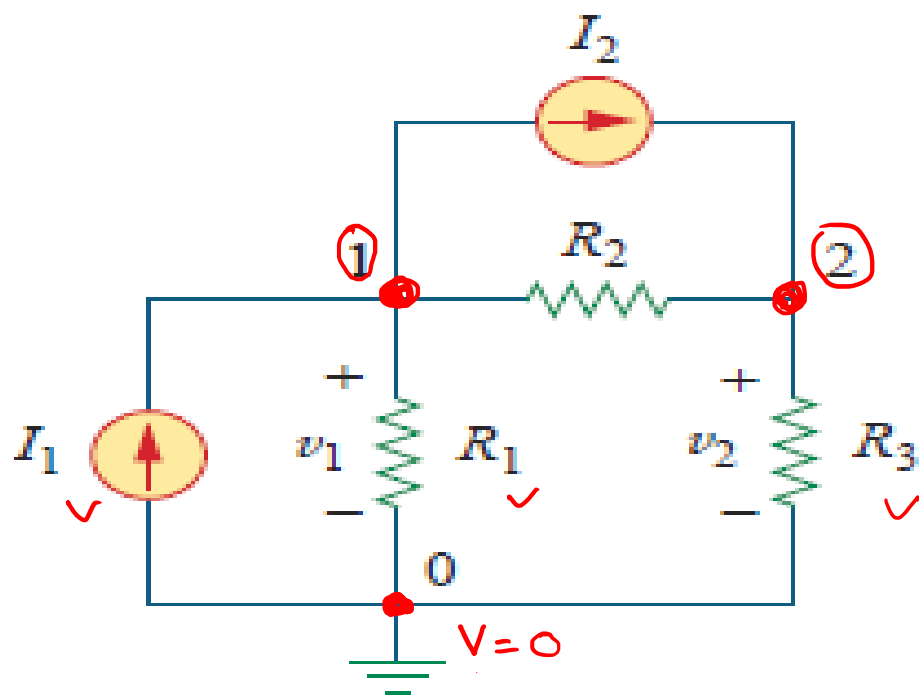 I₂
1
R₂
2
+
+
I₁
v₁
R₁
v₂
R₃
−
−
0
V = 0